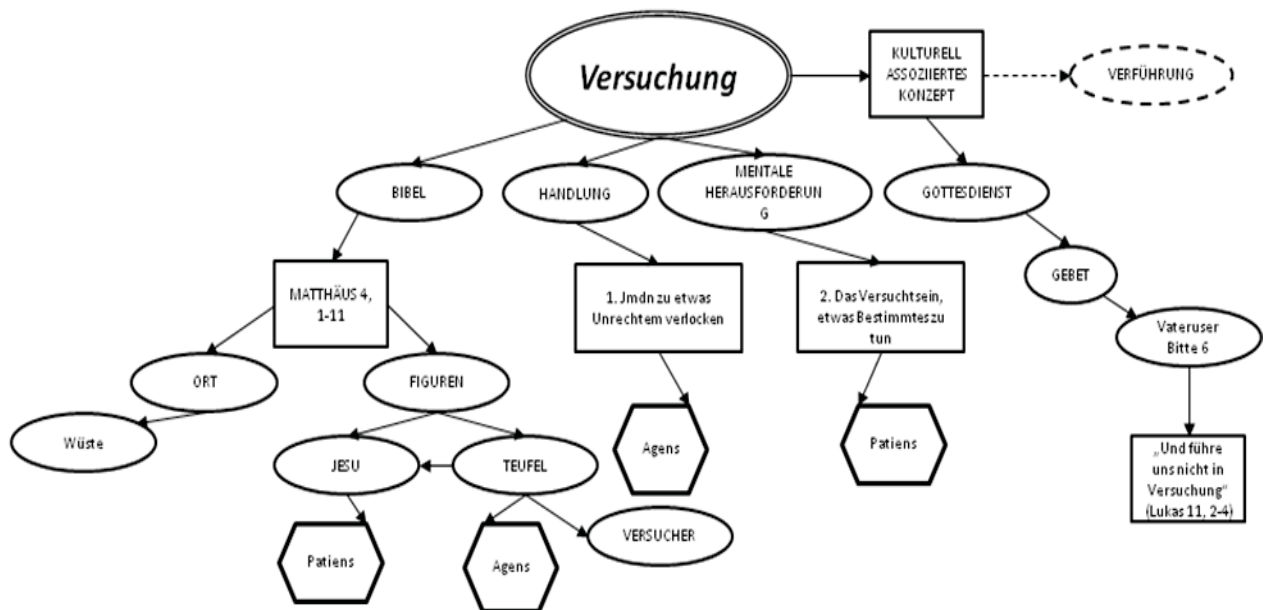 Versuchung
KULTURELL
ASSOZIIERTES
KONZEPT
VERFÜHRUNG
BIBEL
HANDLUNG
MENTALE
HERAUSFORDERUN
G
GOTTESDIENST
MATTHÄUS 4,
1-11
1. Jmdn zu etwas
Unrechtem verlocken
2. Das Versuchtsein,
etwas Bestimmteszu
tun
GEBET
Vateruser
Bitte 6
ORT
FIGUREN
Wüste
JESU
TEUFEL
Agens
Patiens
„Und führe
uns nicht in
Versuchung"
(Lukas 11, 2-4)
VERSUCHER
Patiens
Agens